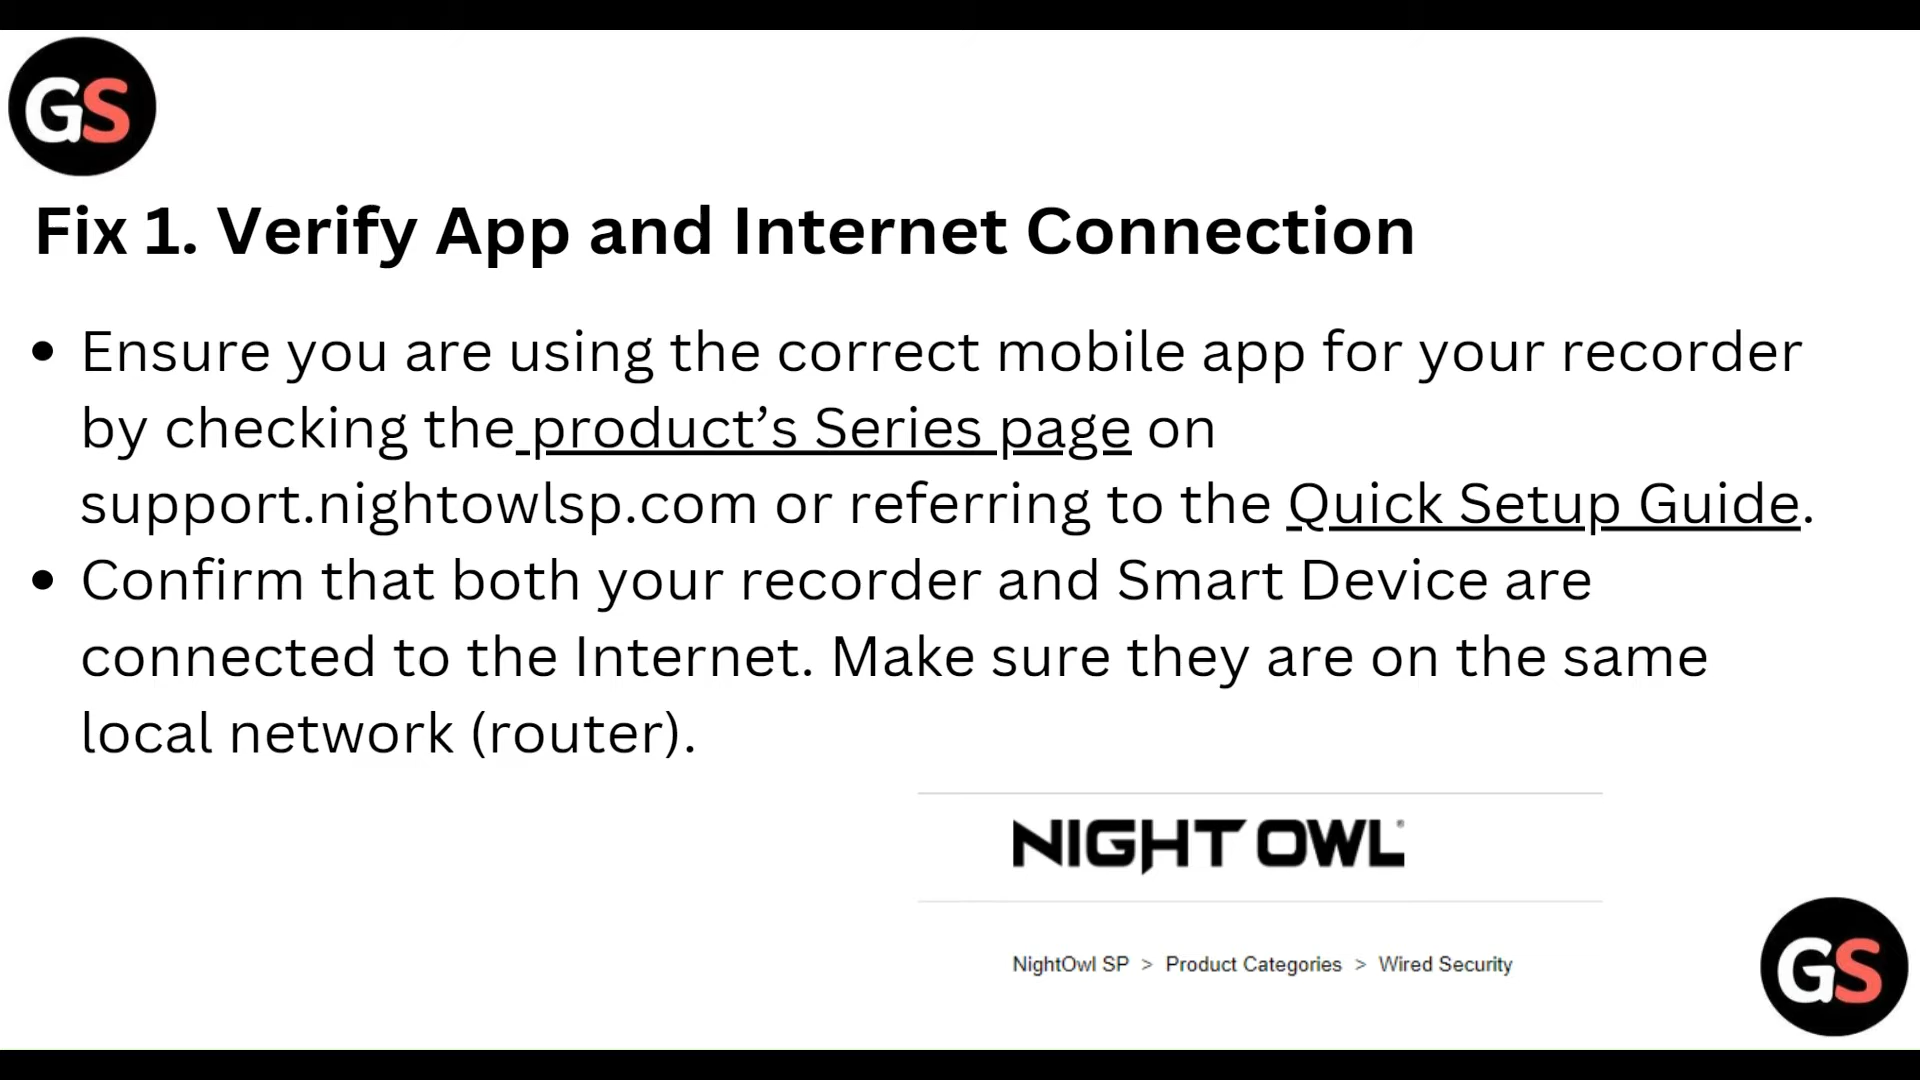 GS
Fix 1. Verify App and Internet Connection
• Ensure you are using the correct mobile app for your recorder
by checking the product’s Series page on
support.nightowlsp.com or referring to the Quick Setup Guide.
• Confirm that both your recorder and Smart Device are
connected to the Internet. Make sure they are on the same
local network (router).
NIGHT OWL®
NightOwl SP > Product Categories > Wired Security
GS